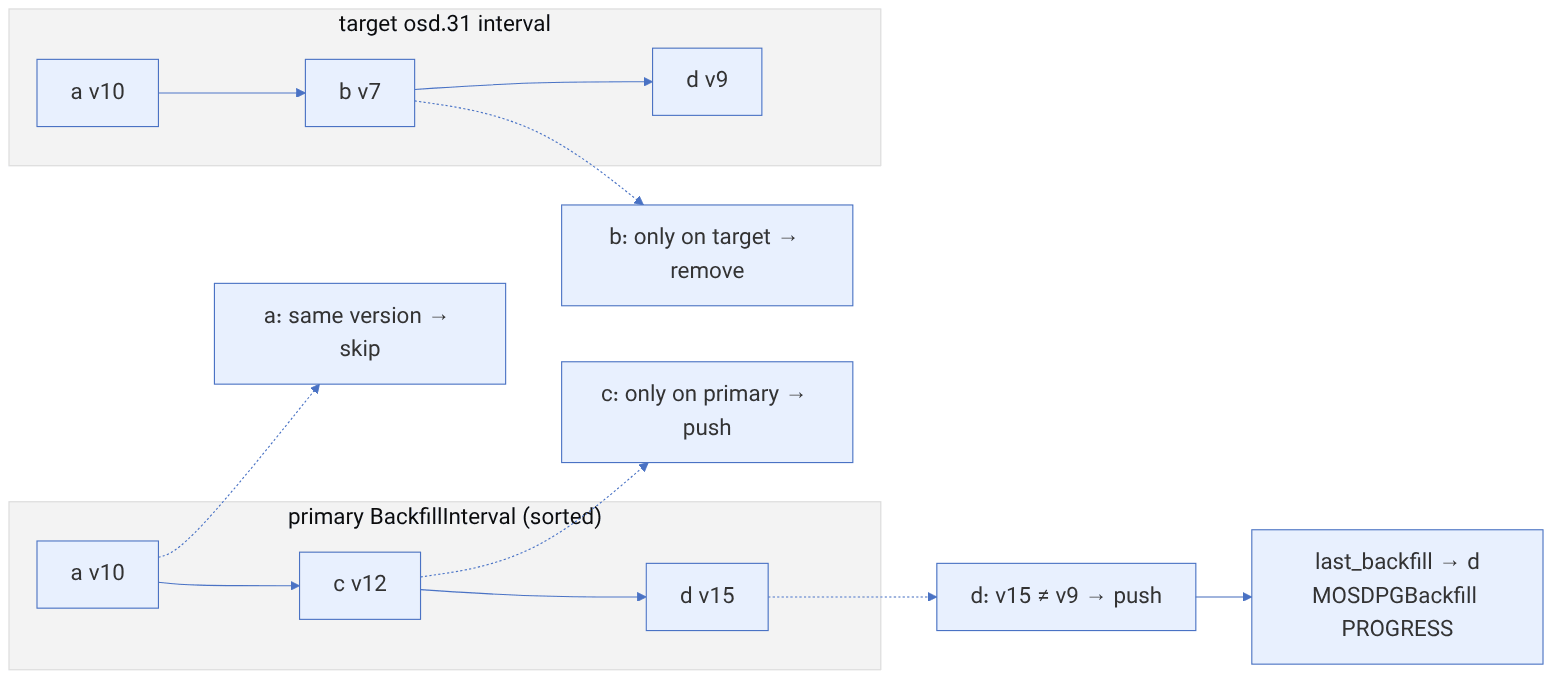 target osd.31 interval
a v10
b v7
d v9
b: only on target →
remove
a: same version →
skip
c: only on primary →
push
primary BackfillInterval (sorted)
a v10
c v12
d v15
d: v15 ≠ v9 → push
last_backfill → d
MOSDPGBackfill
PROGRESS